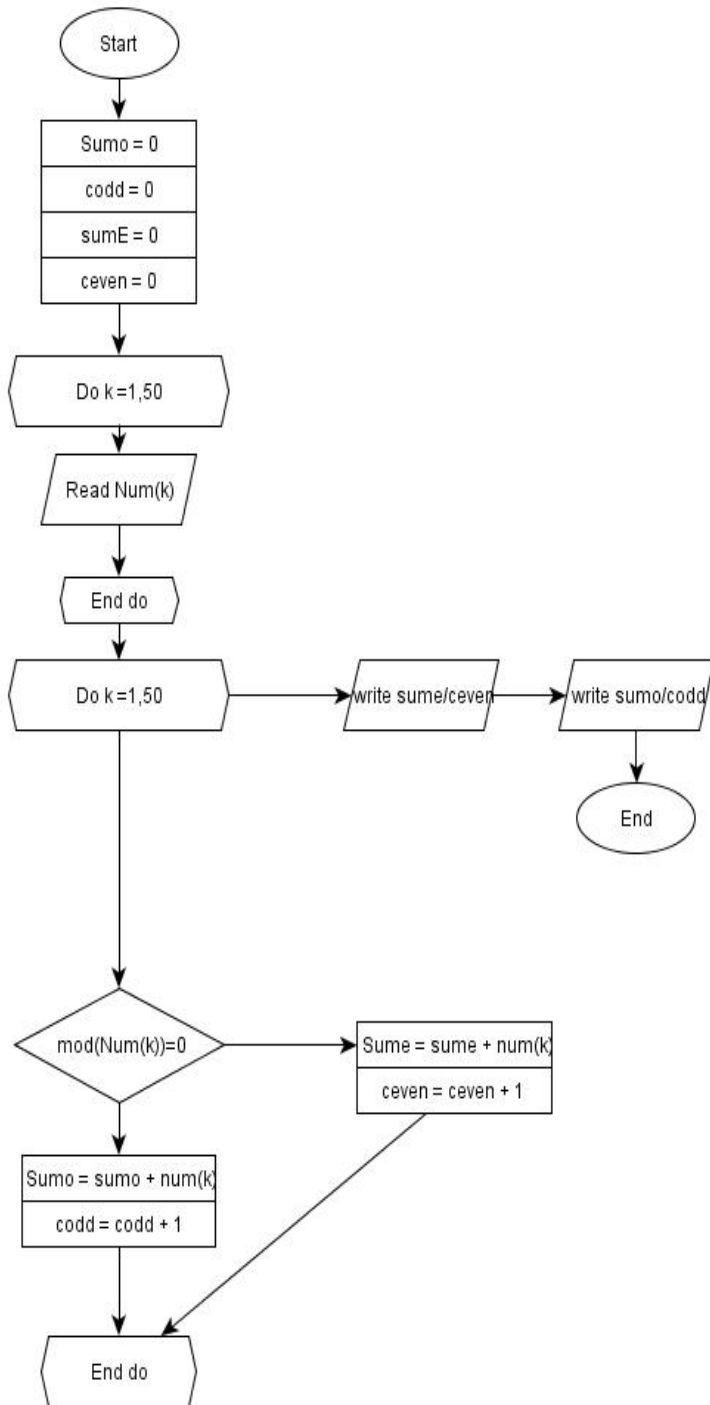 Start
Sumo = 0
codd = 0
sumE = 0
ceven = 0
Do k =1,50
Read Num(k)
End do
Do k=1,50
write sume/ceven
write sumo/codd
End
mod(Num(k))=0
Sume = sume + num(k)
ceven = ceven + 1
Sumo = sumo + num(k)
codd = codd + 1
End do